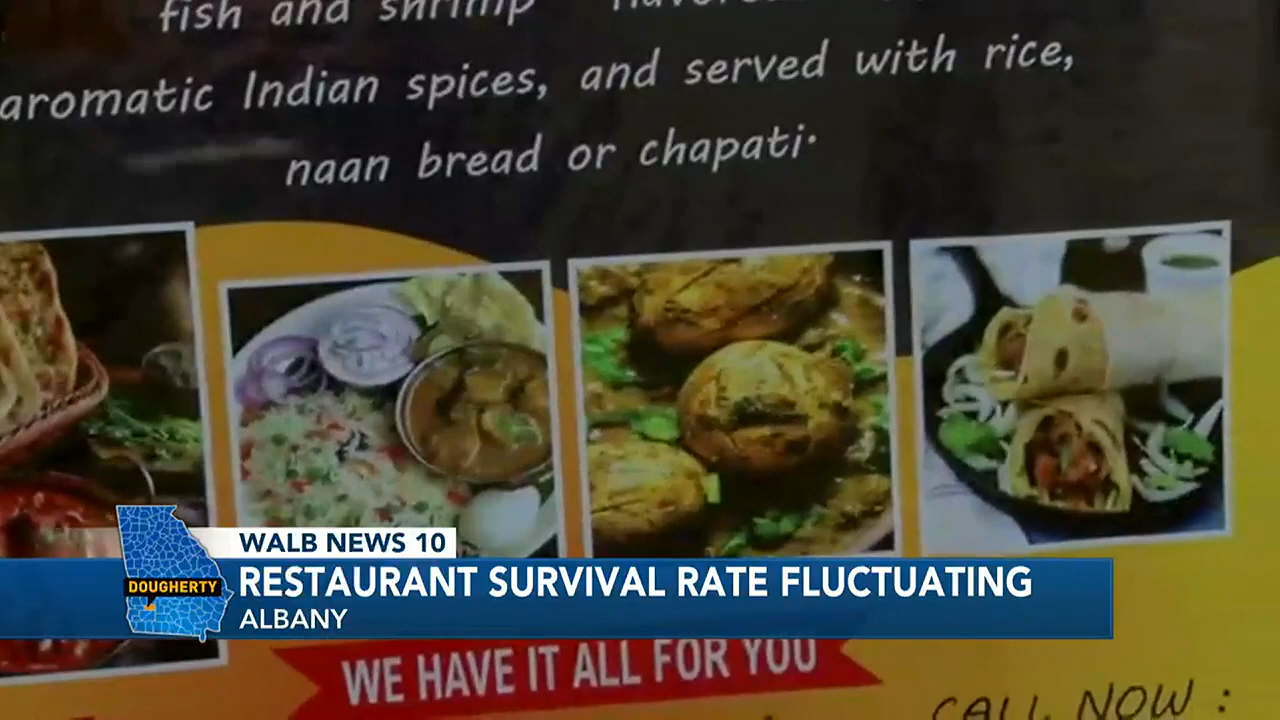 fish and shrimp
aromatic Indian spices, and served with rice,
naan bread or chapati.
WALB NEWS 10
DOUGHERTY
RESTAURANT SURVIVAL RATE FLUCTUATING
ALBANY
WE HAVE IT ALL FOR YOU
CALL NOW :